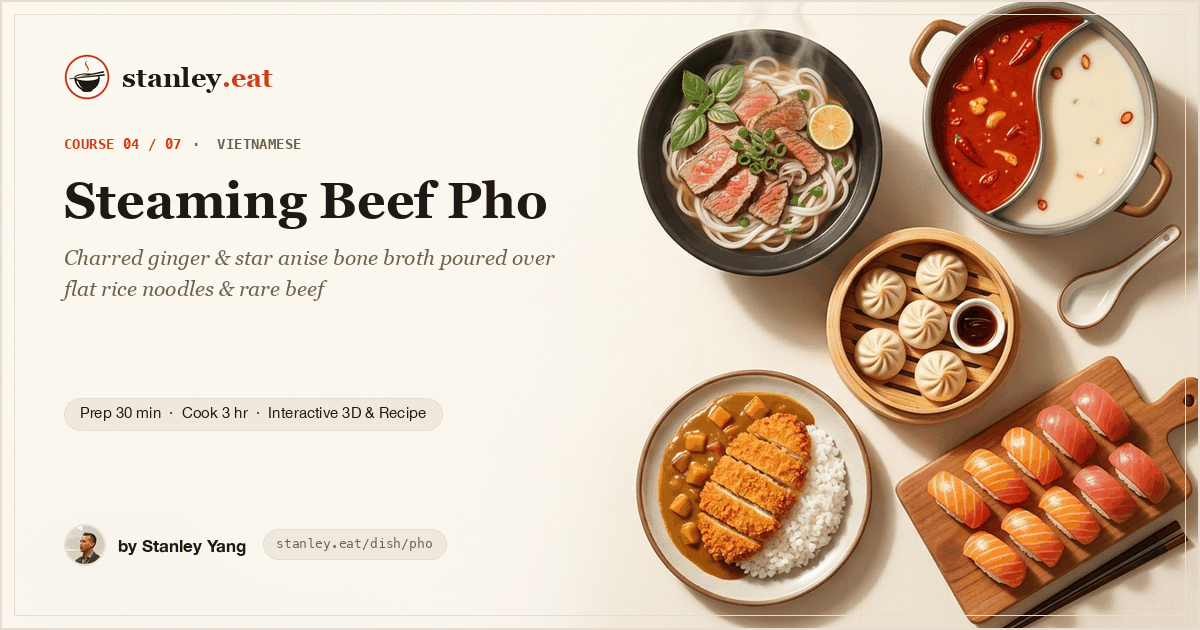 stanley.eat
COURSE 04 / 07 · VIETNAMESE
Steaming Beef Pho
Charred ginger & star anise bone broth poured over
flat rice noodles & rare beef
Prep 30 min · Cook 3 hr · Interactive 3D & Recipe
by Stanley Yang
stanley.eat/dish/pho